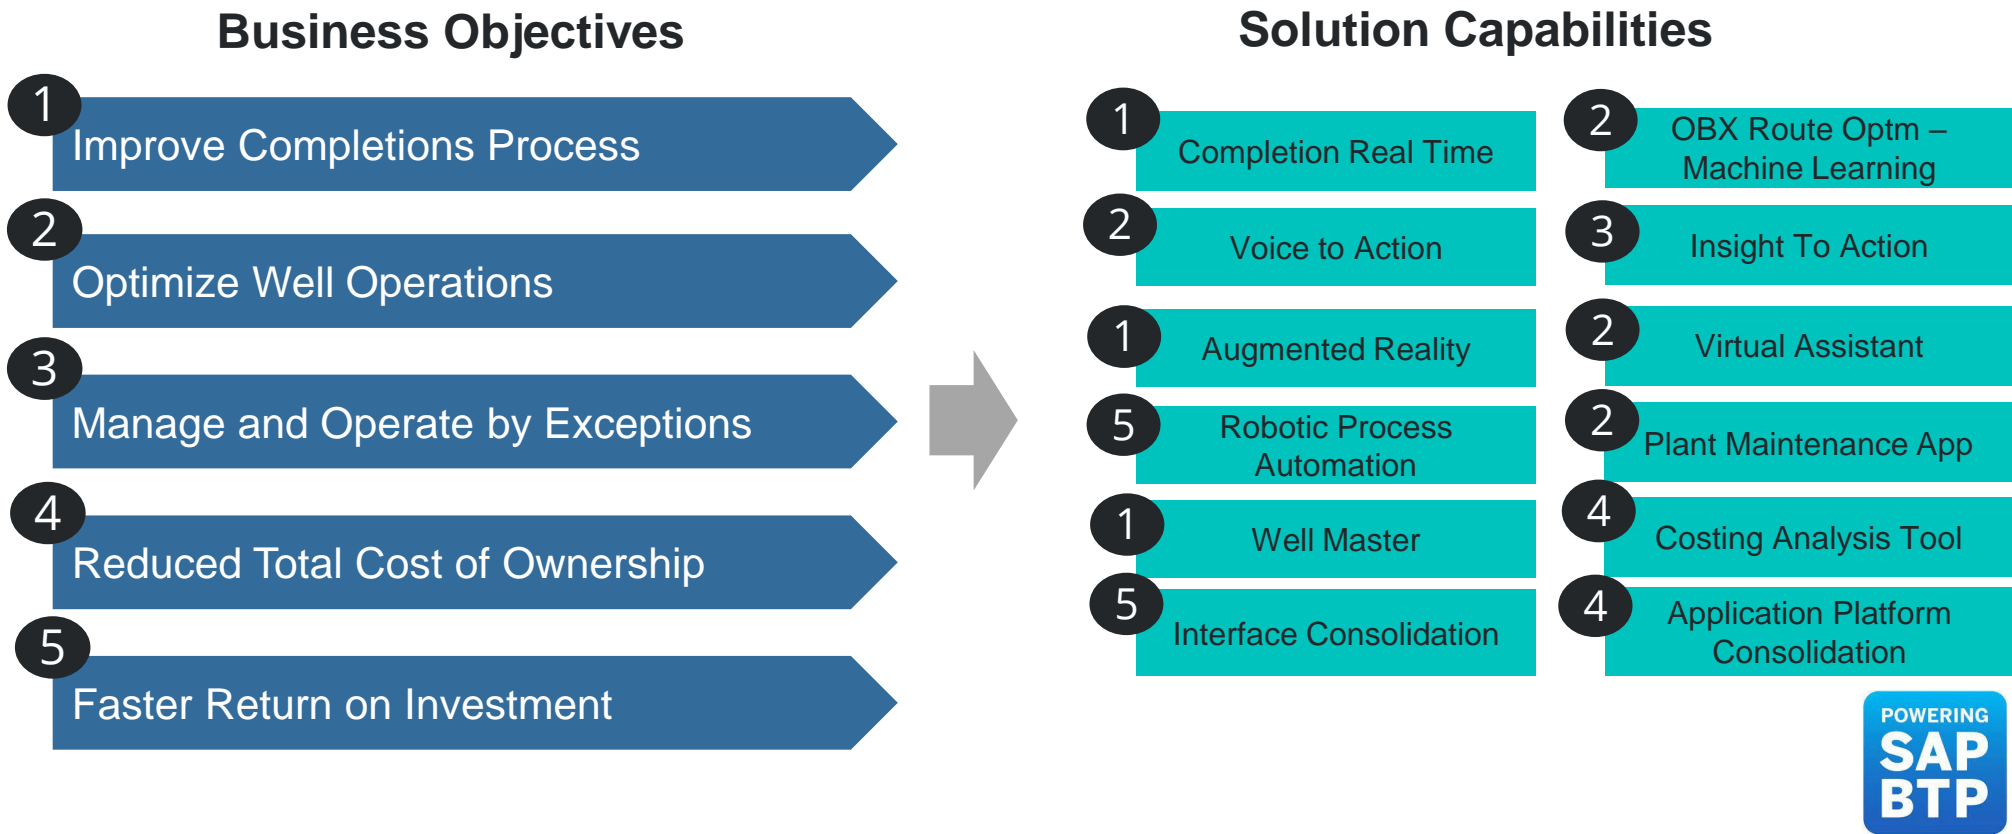 Business Objectives
1
Improve Completions Process
2
Optimize Well Operations
3
Manage and Operate by Exceptions
4
Reduced Total Cost of Ownership
5
Faster Return on Investment
Solution Capabilities
1
Completion Real Time
2
OBX Route Optm –
Machine Learning
2
Voice to Action
3
Insight To Action
1
Augmented Reality
2
Virtual Assistant
5
Robotic Process
Automation
2
Plant Maintenance App
1
Well Master
4
Costing Analysis Tool
5
Interface Consolidation
4
Application Platform
Consolidation
POWERING
SAP
BTP